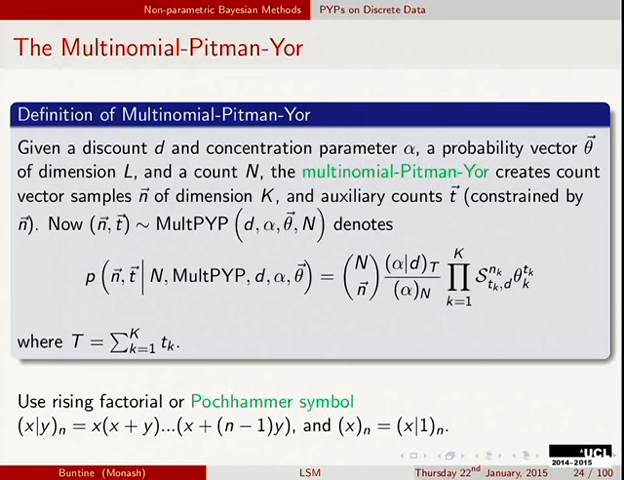 Non-parametric Bayesian Methods PYPs on Discrete Data
The Multinomial-Pitman-Yor
Definition of Multinomial-Pitman-Yor
Given a discount d and concentration parameter α, a probability vector θ⃗
of dimension L, and a count N, the multinomial-Pitman-Yor creates count
vector samples n⃗ of dimension K, and auxiliary counts t⃗ (constrained by
n⃗). Now (n⃗, t⃗) ∼ MultPYP (d, α, θ⃗, N) denotes
p (n⃗, t⃗ | N, MultPYP, d, α, θ⃗) = (N n⃗) (α|d)_T / (α)_N ∏_{k=1}^{K} S^{n_k}_{t_k,d} θ_k^{t_k}
where T = ∑_{k=1}^{K} t_k.
Use rising factorial or Pochhammer symbol
(x|y)_n = x(x + y)...(x + (n − 1)y), and (x)_n = (x|1)_n.
UCL
2014–2015
Buntine (Monash) LSM Thursday 22nd January, 2015 24 / 100